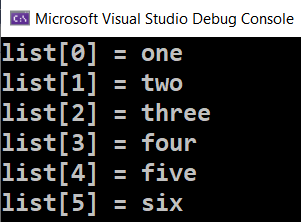 Microsoft Visual Studio Debug Console
list[0] = one
list[1] = two
list[2] = three
list[3] = four
list[4] = five
list[5] = six